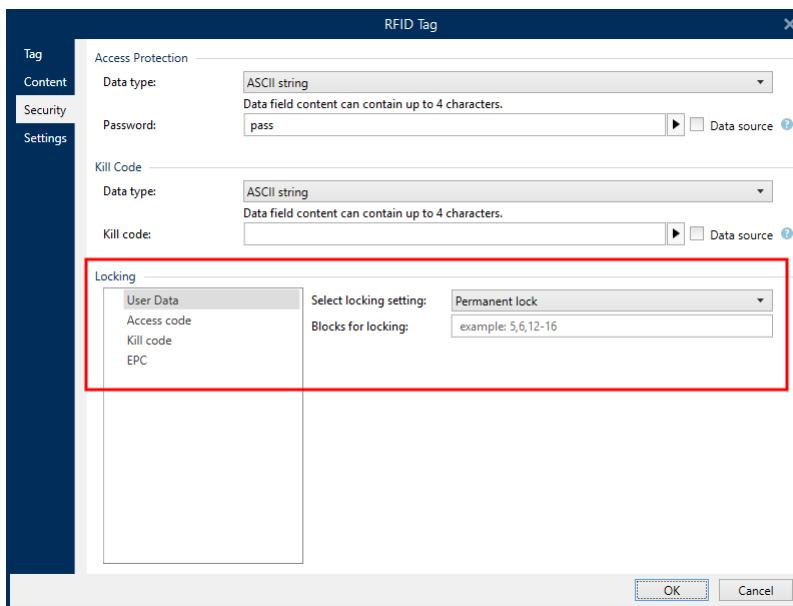 RFID Tag
Tag
Content
Security
Settings
Access Protection
Data type: ASCII string
Data field content can contain up to 4 characters.
Password: pass Data source ?
Kill Code
Data type: ASCII string
Data field content can contain up to 4 characters.
Kill code: Data source ?
Locking
User Data
Access code
Kill code
EPC
Select locking setting: Permanent lock
Blocks for locking: example: 5,6,12-16
OK Cancel